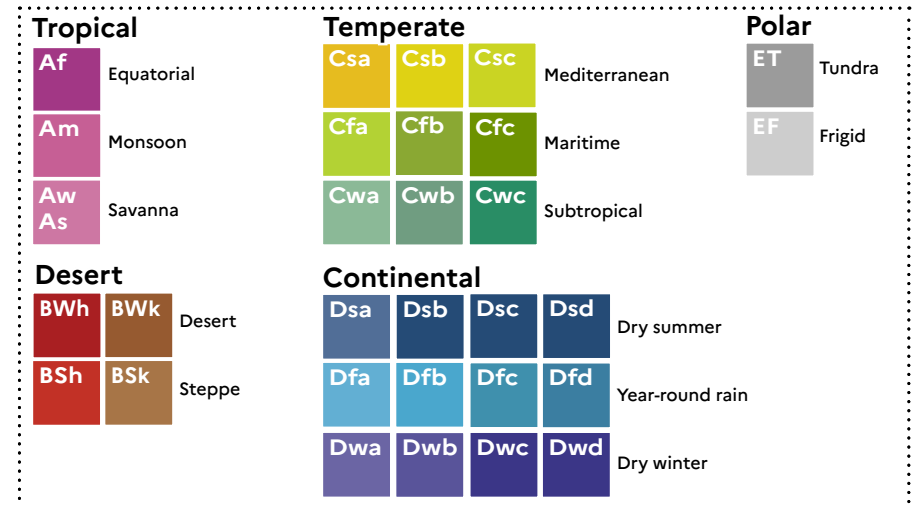 Tropical
Af
Equatorial
Am
Monsoon
Aw
As
Savanna
Temperate
Csa Csb Csc
Mediterranean
Cfa Cfb Cfc
Maritime
Cwa Cwb Cwc
Subtropical
Polar
ET
Tundra
EF
Frigid
Desert
BWh BWk
Desert
BSh BSk
Steppe
Continental
Dsa Dsb Dsc Dsd
Dry summer
Dfa Dfb Dfc Dfd
Year-round rain
Dwa Dwb Dwc Dwd
Dry winter